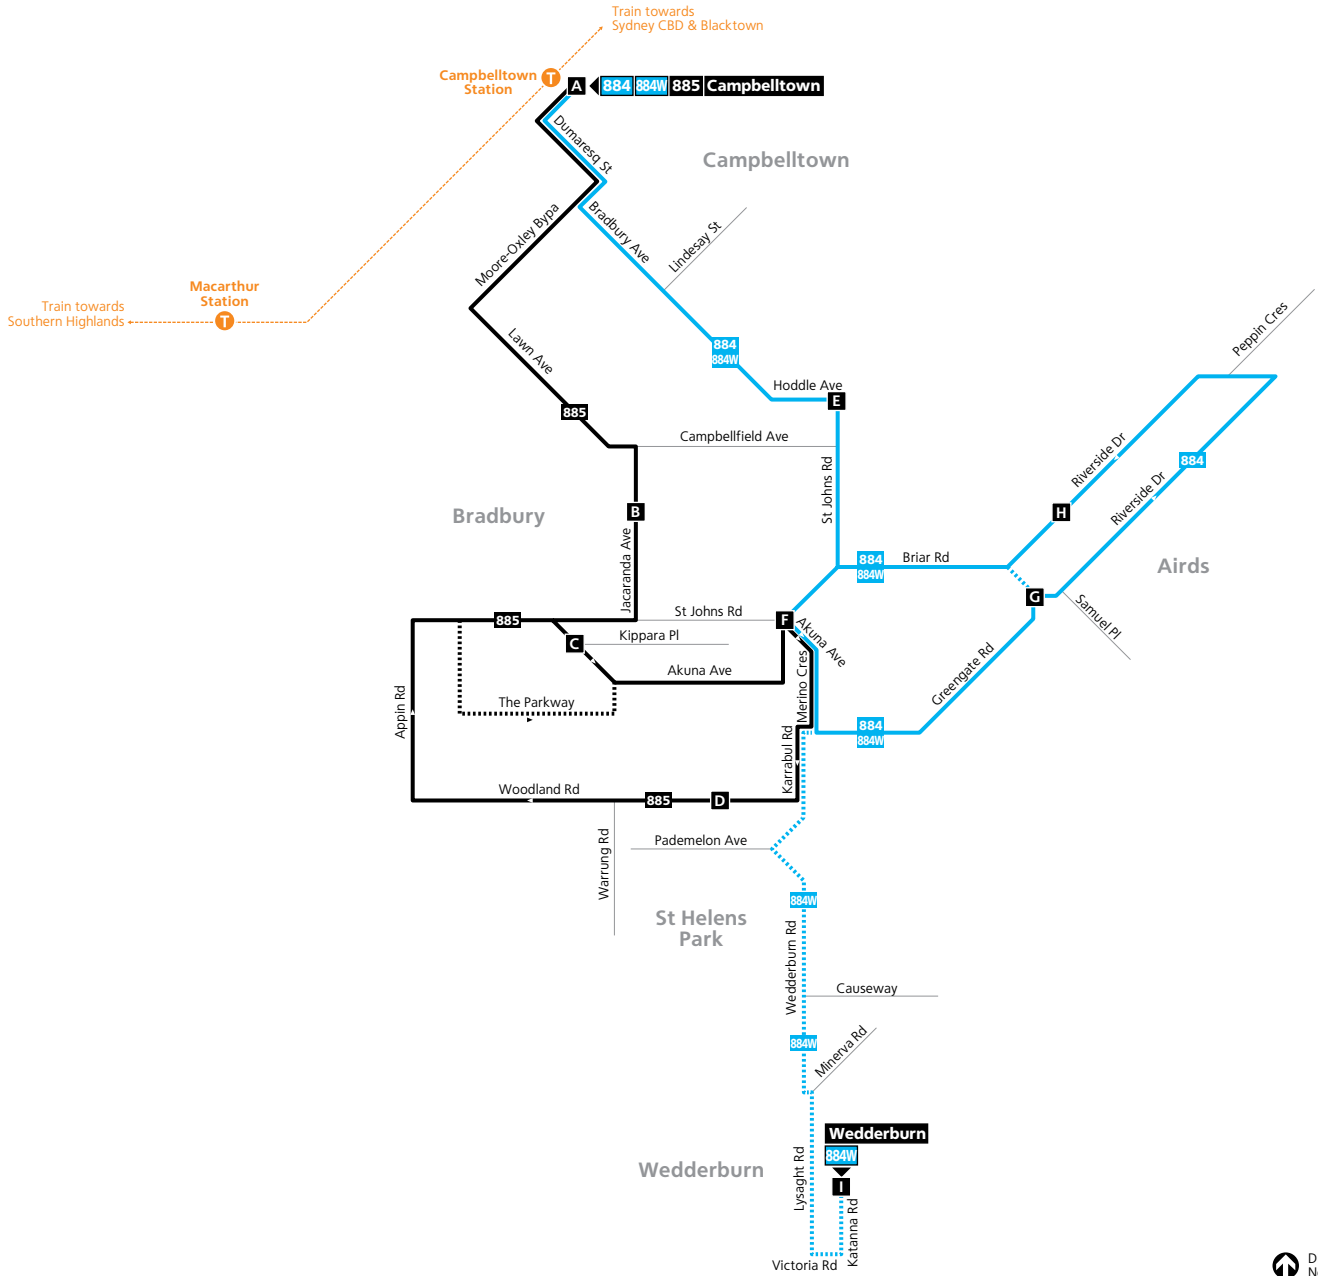 Train towards
Sydney CBD & Blacktown
Campbelltown
Station
T
A
884 884W 885 Campbelltown
Dumaresq St
Campbelltown
Moore-Oxley Bypa
Bradbury Ave
Lindesay St
Macarthur
Station
T
Train towards
Southern Highlands
Peppin Cres
Lawn Ave
884
884W
Hoddle Ave
E
885
Campbellfield Ave
Riverside Dr
884
St Johns Rd
Riverside Dr
B
H
Bradbury
Jacaranda Ave
884
884W
Briar Rd
Airds
G
Samuel Pl
885
St Johns Rd
F
Akuna Ave
C
Kippara Pl
Akuna Ave
Merino Cres
Greengate Rd
Appin Rd
The Parkway
884
884W
Karrabul Rd
Woodland Rd
885
D
Warrung Rd
Pademelon Ave
884W
St Helens
Park
Wedderburn Rd
Causeway
884W
Minerva Rd
Wedderburn
884W
I
Wedderburn
Lysaght Rd
Katanna Rd
Victoria Rd
D